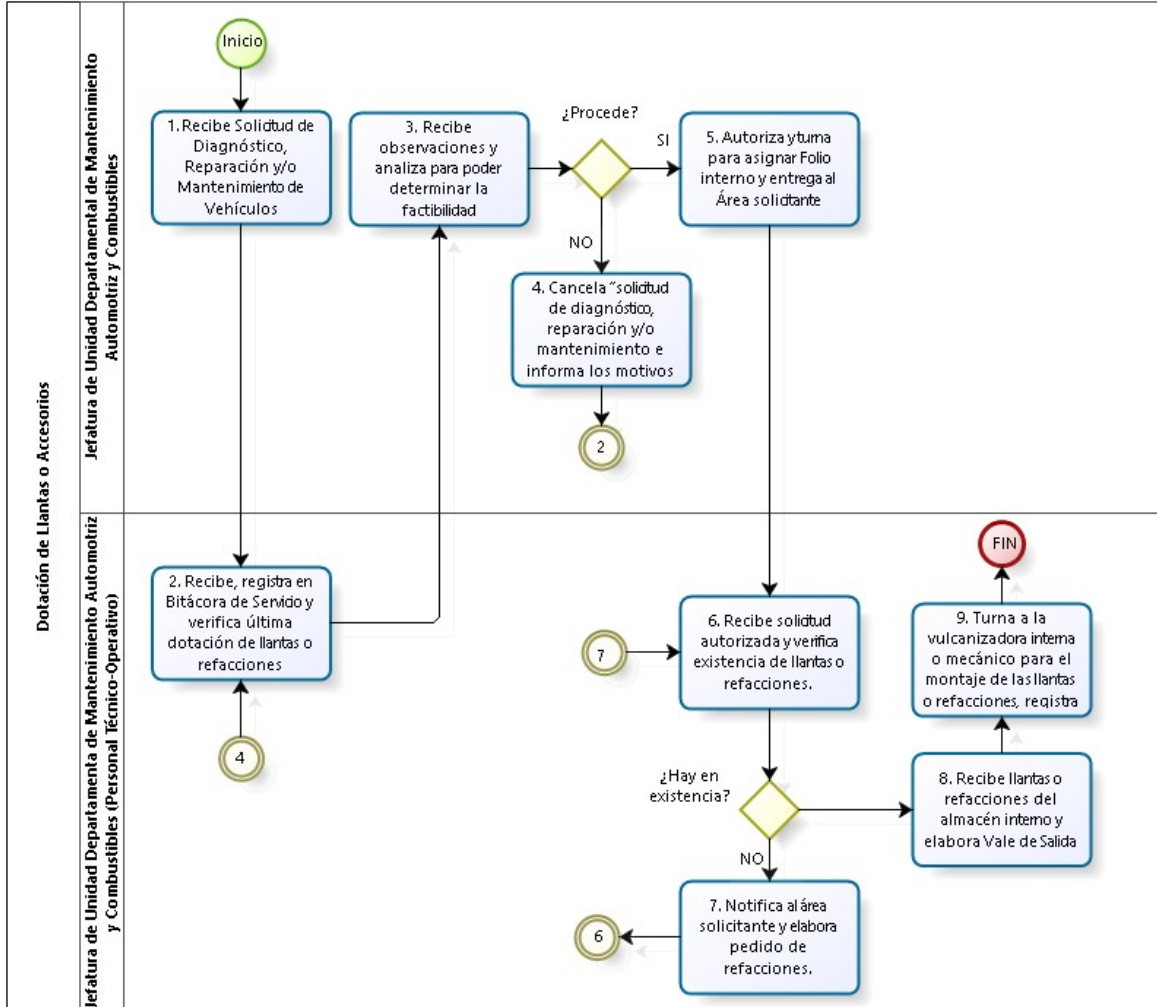 Dotación de Llantas o Accesorios
Jefatura de Unidad Departamental de Mantenimiento
Automotriz y Combustibles
Inicio
1. Recibe Solicitud de
Diagnóstico,
Reparación y/o
Mantenimiento de
Vehículos
3. Recibe
observaciones y
analiza para poder
determinar la
factibilidad
¿Procede?
SI
NO
5. Autoriza y turna
para asignar Folio
interno y entrega al
Área solicitante
4. Cancela "solicitud
de diagnóstico,
reparación y/o
mantenimiento e
informa los motivos
2
Jefatura de Unidad Departamenta de Mantenimiento Automotriz
y Combustibles (Personal Técnico-Operativo)
2. Recibe, registra en
Bitácora de Servicio y
verifica última
dotación de llantas o
refacciones
4
7
6. Recibe solicitud
autorizada y verifica
existencia de llantas o
refacciones.
¿Hay en
existencia?
NO
7. Notifica al área
solicitante y elabora
pedido de
refacciones.
6
8. Recibe llantas o
refacciones del
almacén interno y
elabora Vale de Salida
9. Turna a la
vulcanizadora interna
o mecánico para el
montaje de las llantas
o refacciones, registra
FIN